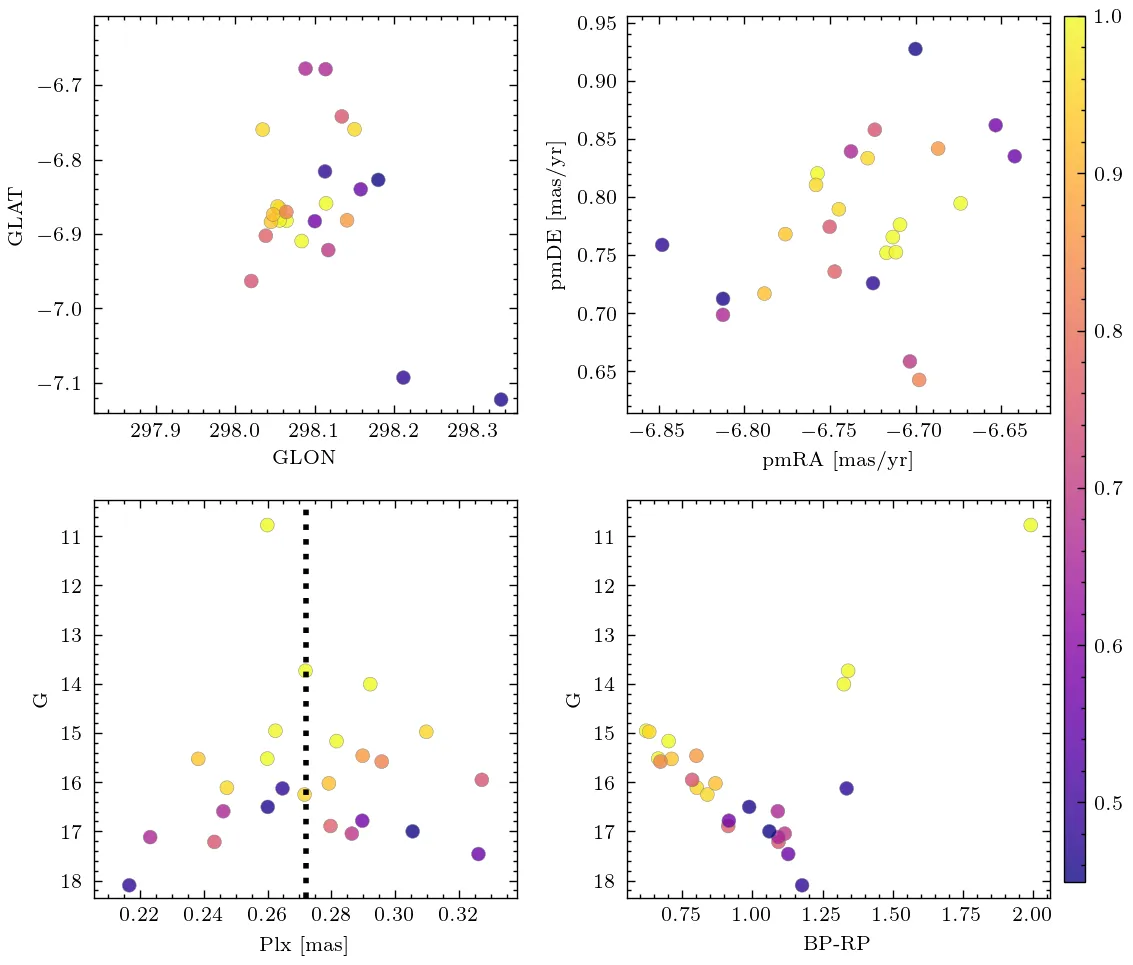 GLAT
−6.7
−6.8
−6.9
−7.0
−7.1
297.9 298.0 298.1 298.2 298.3
GLON
pmDE [mas/yr]
0.95
0.90
0.85
0.80
0.75
0.70
0.65
−6.85 −6.80 −6.75 −6.70 −6.65
pmRA [mas/yr]
1.0
0.9
0.8
0.7
0.6
0.5
G
11
12
13
14
15
16
17
18
0.22 0.24 0.26 0.28 0.30 0.32
Plx [mas]
G
11
12
13
14
15
16
17
18
0.75 1.00 1.25 1.50 1.75 2.00
BP-RP